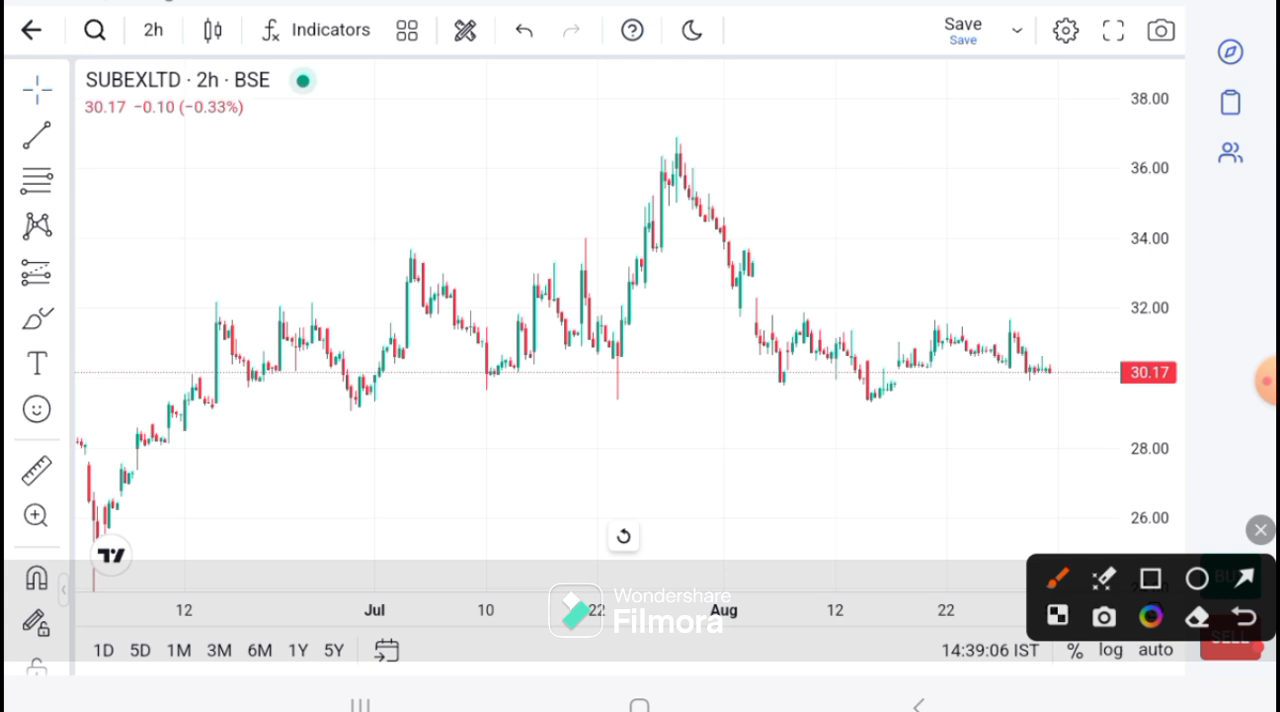 2h
Indicators
Save
Save
SUBEXLTD · 2h · BSE
30.17 −0.10 (−0.33%)
38.00
36.00
34.00
32.00
30.17
28.00
26.00
12 Jul 10 22 Aug 12 22
Wondershare
Filmora
1D 5D 1M 3M 6M 1Y 5Y
14:39:06 IST % log auto
SELL